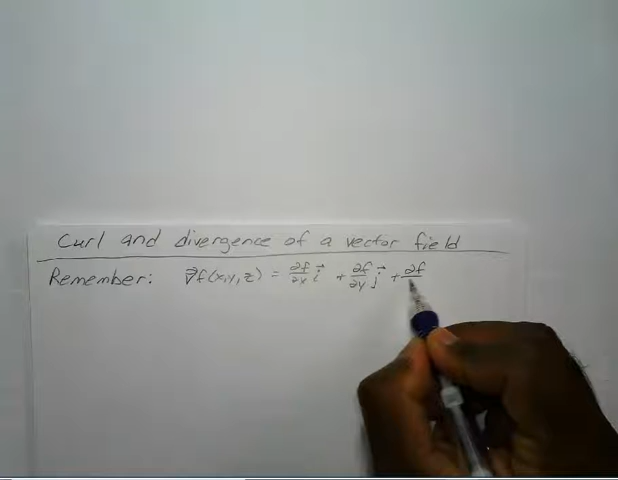 Curl and divergence of a vector field
Remember: ∇⃗f(x,y,z) = ∂f/∂x i⃗ + ∂f/∂y j⃗ + ∂f